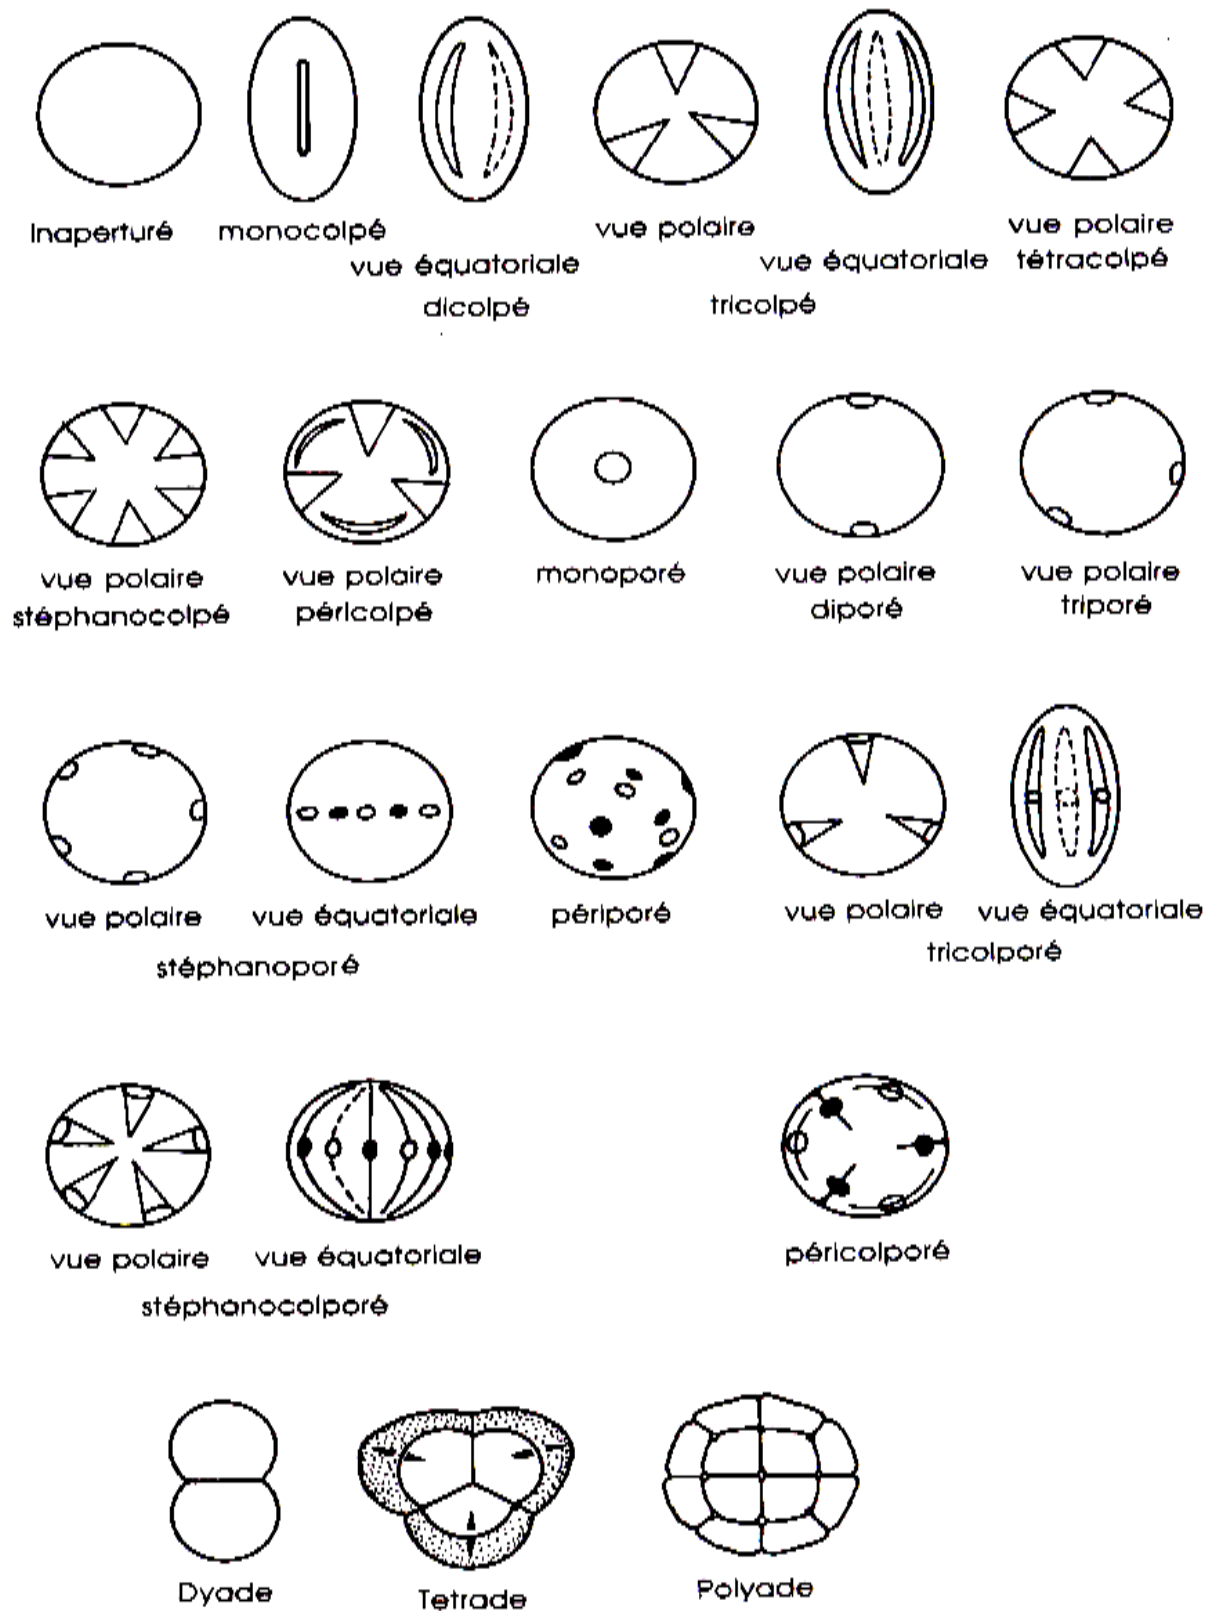 Inaperturé
monocolpé
vue équatoriale
dicolpé
vue polaire
vue équatoriale
tricolpé
vue polaire
tétracolpé
vue polaire
stéphanocolpé
vue polaire
péricolpé
monoporé
vue polaire
diporé
vue polaire
triporé
vue polaire
vue équatoriale
stéphanoporé
périporé
vue polaire
vue équatoriale
tricolporé
vue polaire
vue équatoriale
stéphanocolporé
péricolporé
Dyade
Tetrade
Polyade